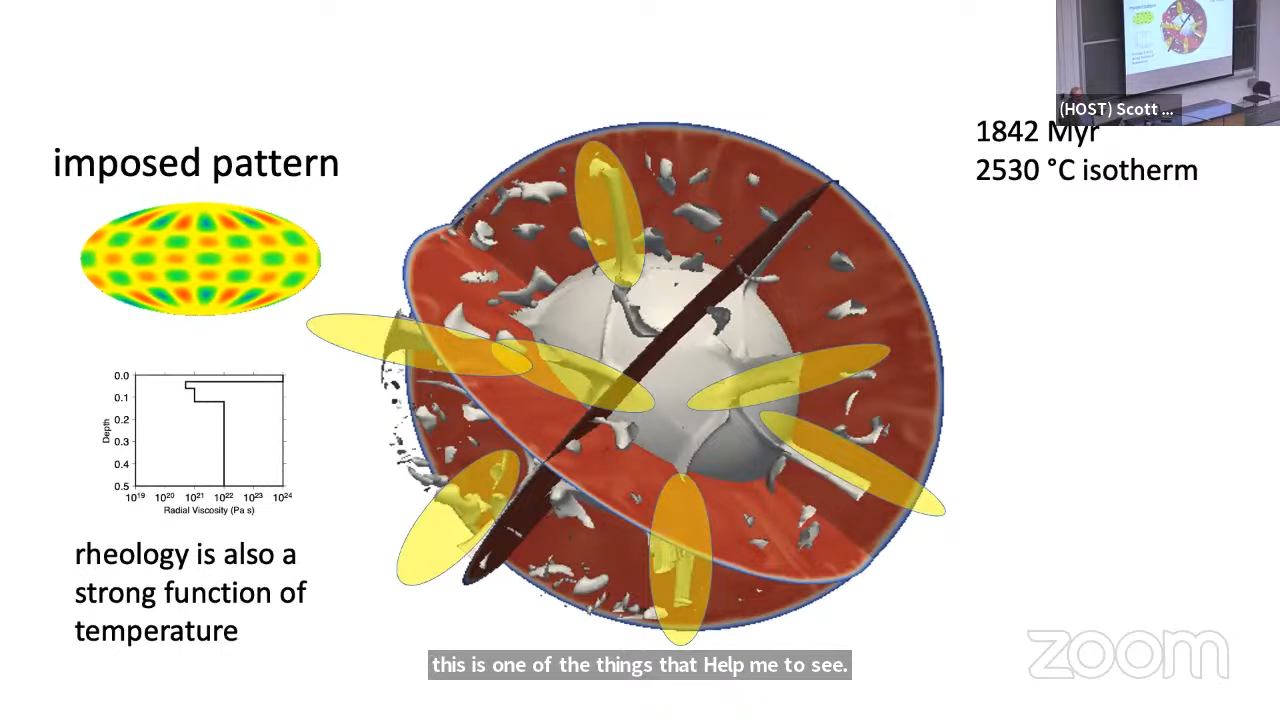 (HOST) Scott ...
1842 Myr
2530 °C isotherm
imposed pattern
0.0
0.1
0.2
0.3
0.4
0.5
Depth
10¹⁹ 10²⁰ 10²¹ 10²² 10²³ 10²⁴
Radial Viscosity (Pa s)
rheology is also a
strong function of
temperature
this is one of the things that Help me to see.
zoom